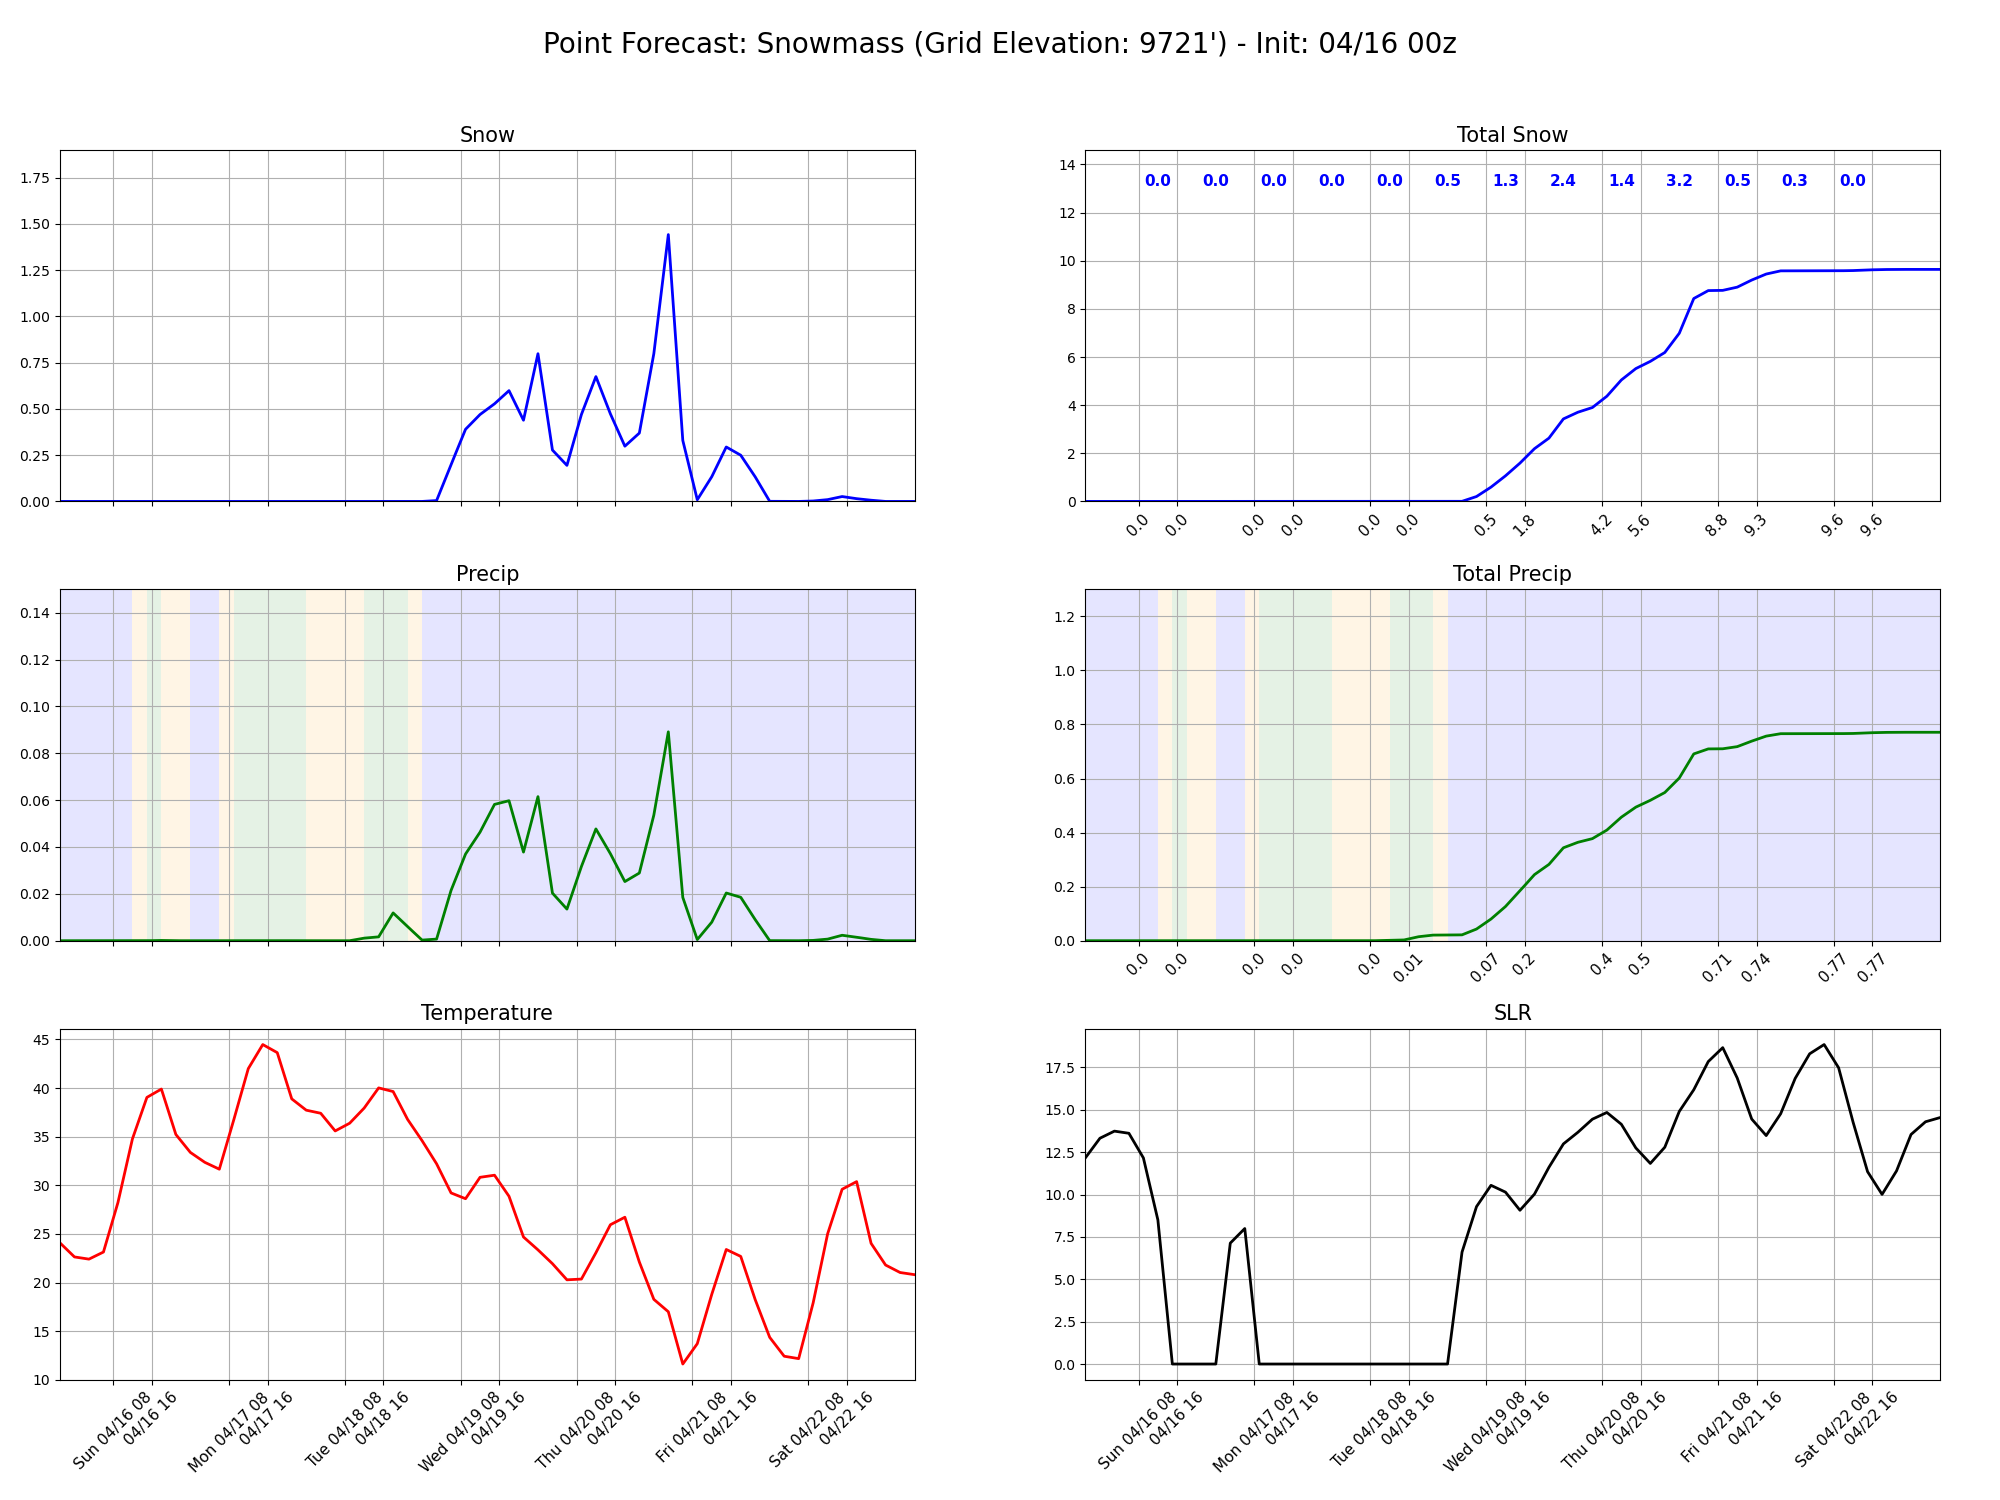 Point Forecast: Snowmass (Grid Elevation: 9721') - Init: 04/16 00z
Snow
1.75
1.50
1.25
1.00
0.75
0.50
0.25
0.00
Total Snow
14
12
10
8
6
4
2
0
0.0 0.0 0.0 0.0 0.0 0.5 1.3 2.4 1.4 3.2 0.5 0.3 0.0
0.0 0.0 0.0 0.0 0.0 0.0 0.5 1.8 4.2 5.6 8.8 9.3 9.6 9.6
Precip
0.14
0.12
0.10
0.08
0.06
0.04
0.02
0.00
Total Precip
1.2
1.0
0.8
0.6
0.4
0.2
0.0
0.0 0.0 0.0 0.0 0.0 0.01 0.07 0.2 0.4 0.5 0.71 0.74 0.77 0.77
Temperature
45
40
35
30
25
20
15
10
Sun 04/16 08
04/16 16
Mon 04/17 08
04/17 16
Tue 04/18 08
04/18 16
Wed 04/19 08
04/19 16
Thu 04/20 08
04/20 16
Fri 04/21 08
04/21 16
Sat 04/22 08
04/22 16
SLR
17.5
15.0
12.5
10.0
7.5
5.0
2.5
0.0
Sun 04/16 08
04/16 16
Mon 04/17 08
04/17 16
Tue 04/18 08
04/18 16
Wed 04/19 08
04/19 16
Thu 04/20 08
04/20 16
Fri 04/21 08
04/21 16
Sat 04/22 08
04/22 16